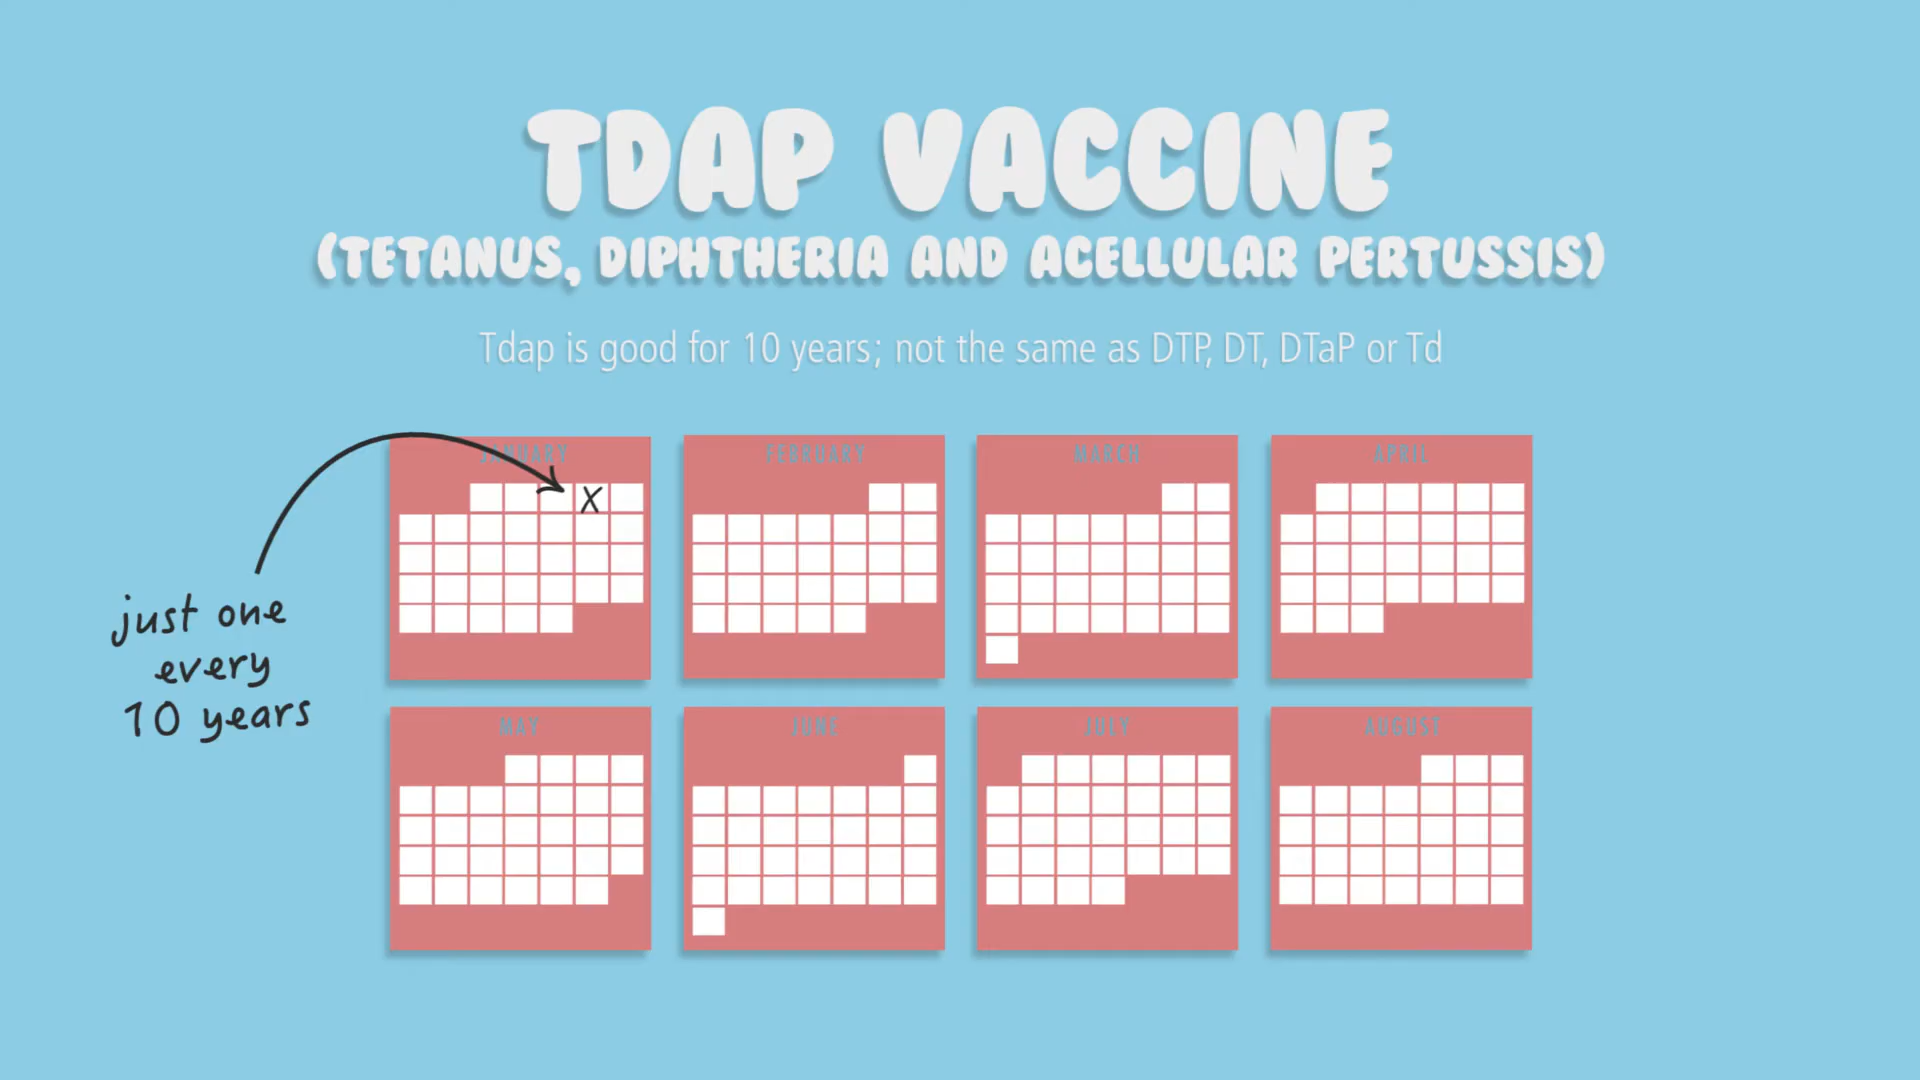 TDAP VACCINE
(TETANUS, DIPHTHERIA AND ACELLULAR PERTUSSIS)
Tdap is good for 10 years; not the same as DTP, DT, DTaP or Td
JANUARY
FEBRUARY
MARCH
APRIL
X
just one
every
10 years
MAY
JUNE
JULY
AUGUST